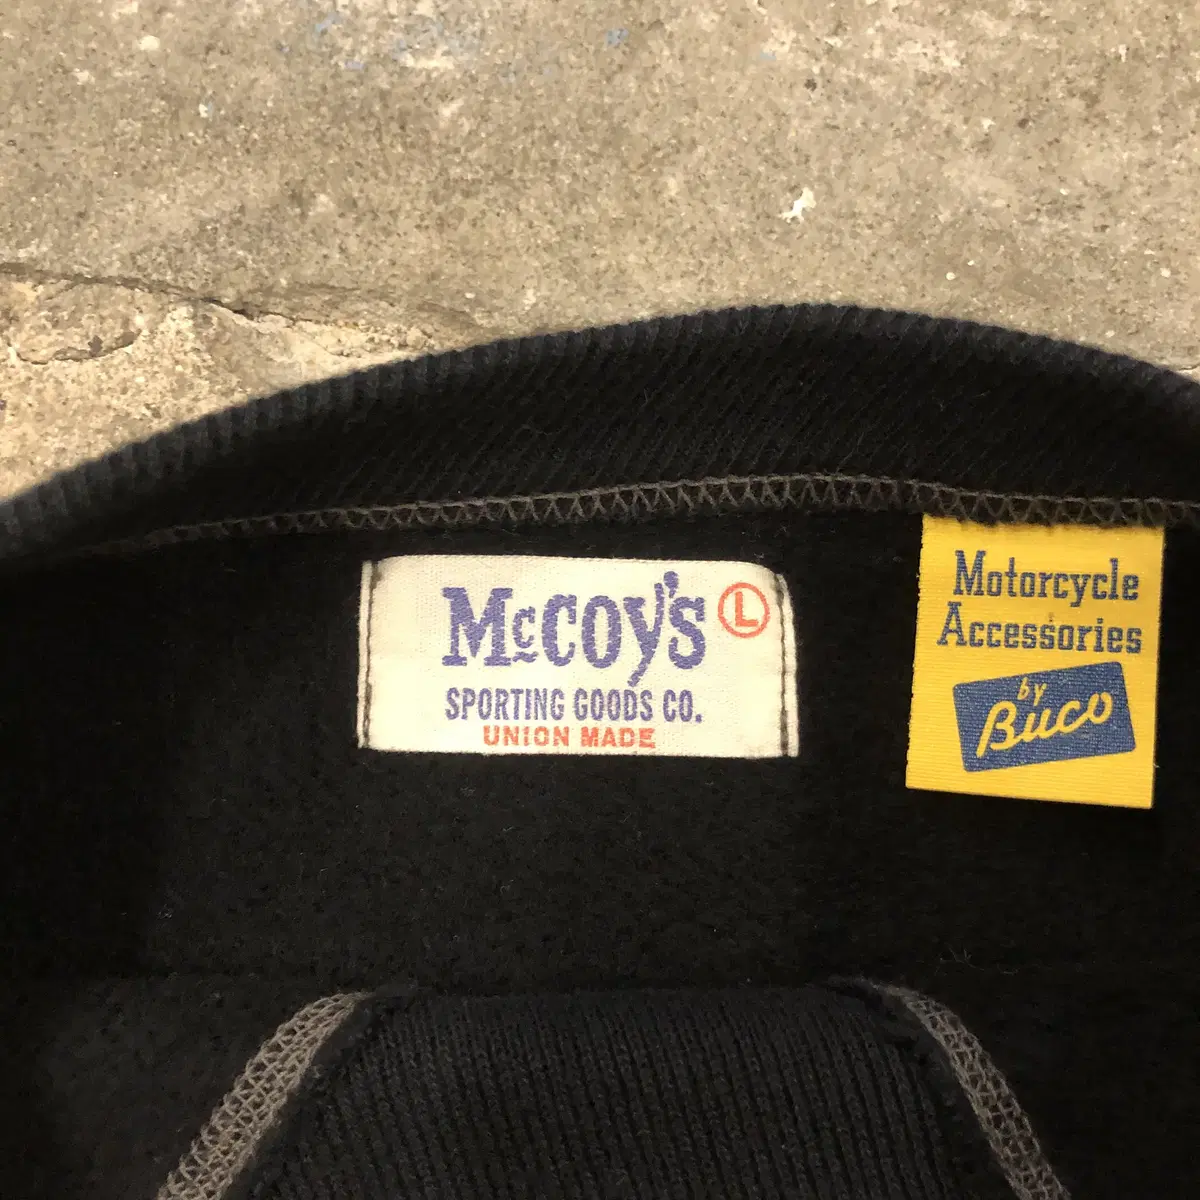 McCOY'S L
SPORTING GOODS CO.
UNION MADE
Motorcycle
Accessories
by
Buco